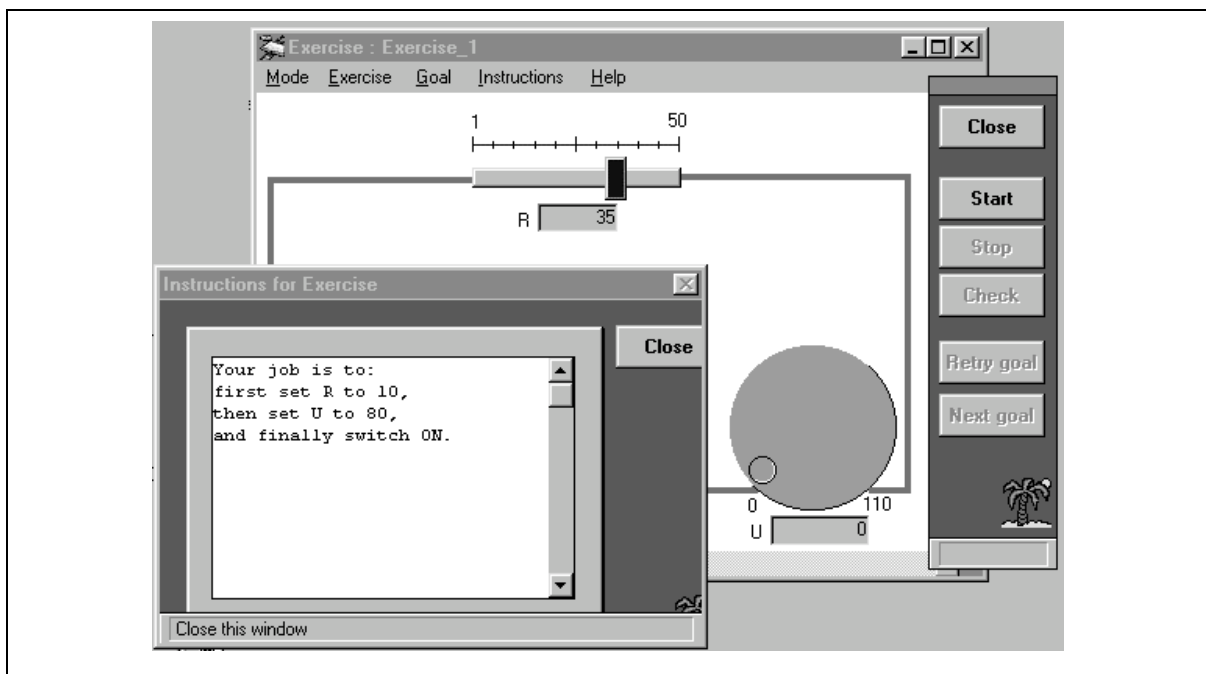 Exercise : Exercise_1
Mode Exercise Goal Instructions Help
1 50
R 35
0 110
U 0
Close
Start
Stop
Check
Retry goal
Next goal
Instructions for Exercise
Close
Your job is to:
first set R to 10,
then set U to 80,
and finally switch ON.
Close this window